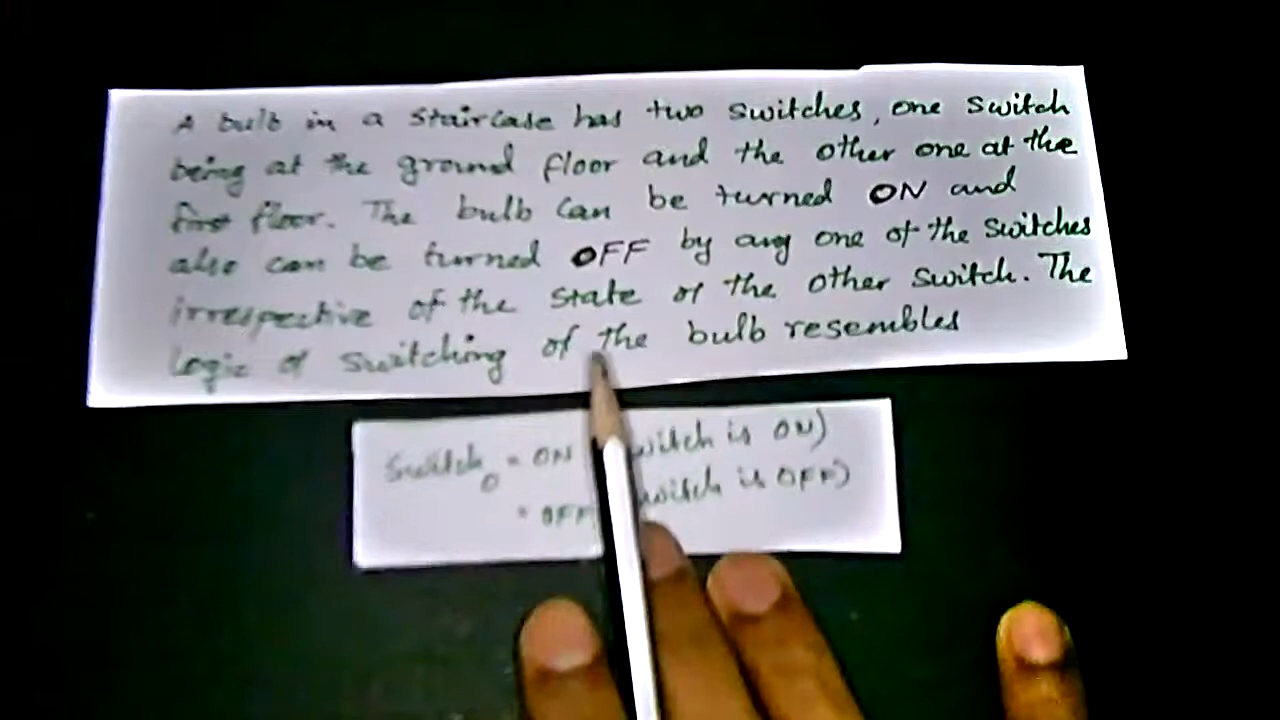 A bulb in a staircase has two switches, one switch
being at the ground floor and the other one at the
first floor. The bulb can be turned ON and
also can be turned OFF by any one of the switches
irrespective of the state of the other switch. The
logic of switching of the bulb resembles
Switch0 = ON witch is ON)
= OFF witch is OFF)